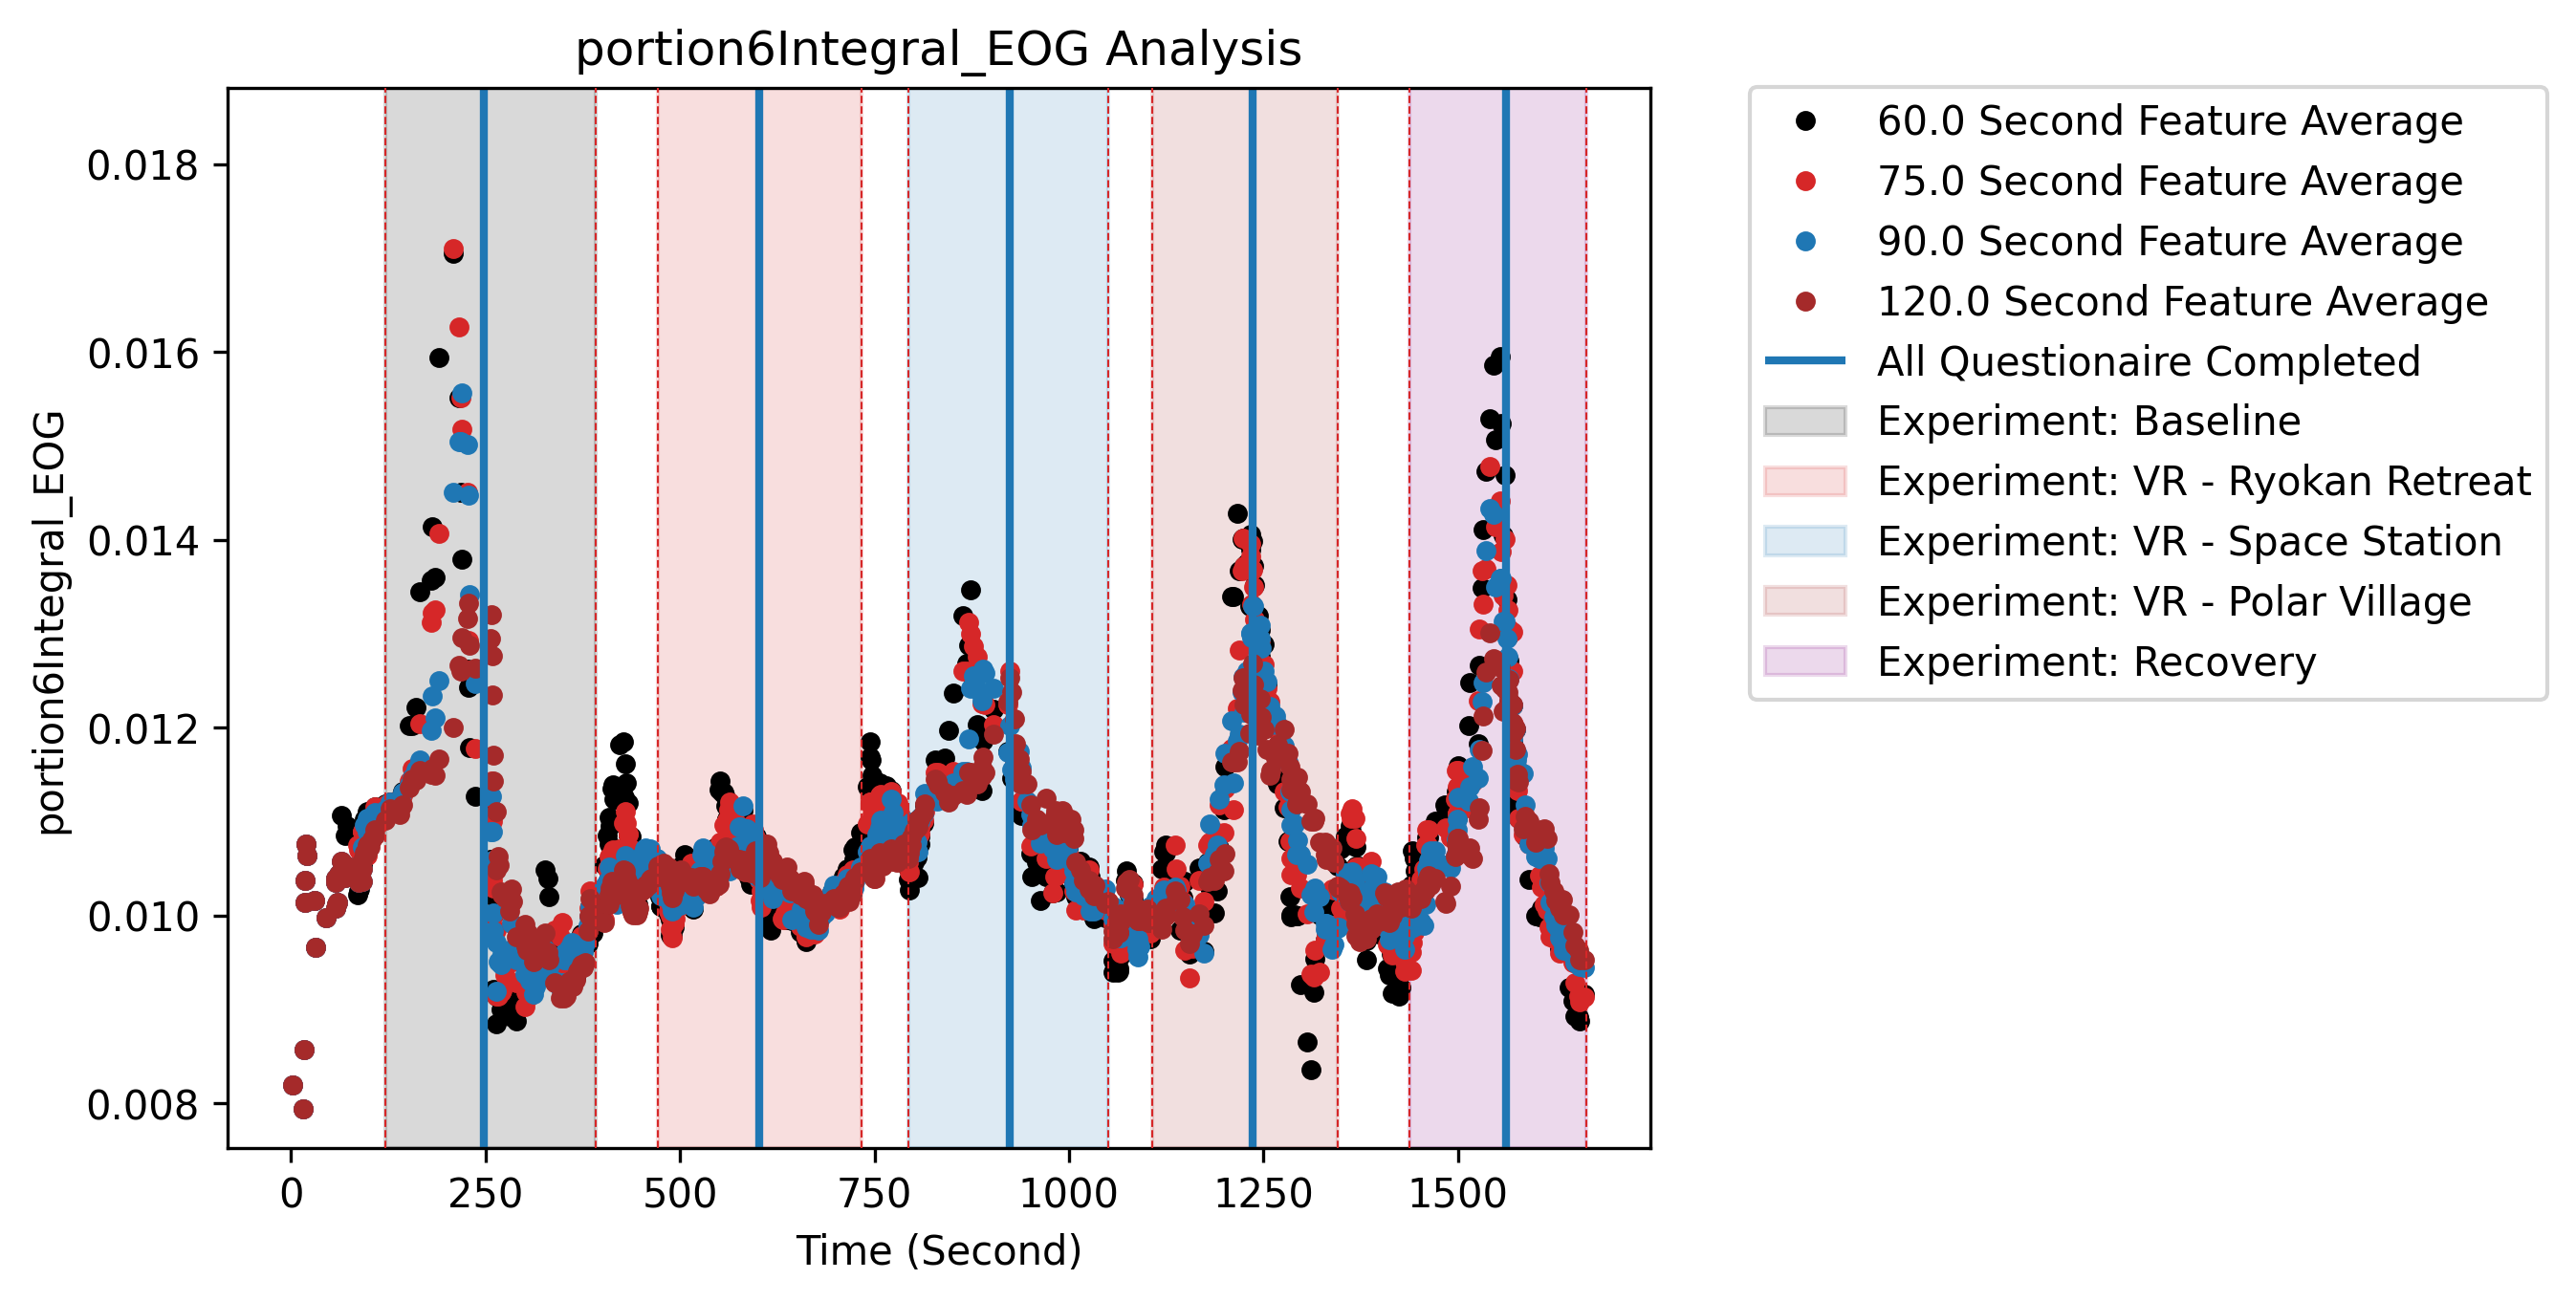 portion6Integral_EOG Analysis
portion6Integral_EOG
0.018
0.016
0.014
0.012
0.010
0.008
0
250
500
750
1000
1250
1500
Time (Second)
60.0 Second Feature Average
75.0 Second Feature Average
90.0 Second Feature Average
120.0 Second Feature Average
All Questionaire Completed
Experiment: Baseline
Experiment: VR - Ryokan Retreat
Experiment: VR - Space Station
Experiment: VR - Polar Village
Experiment: Recovery